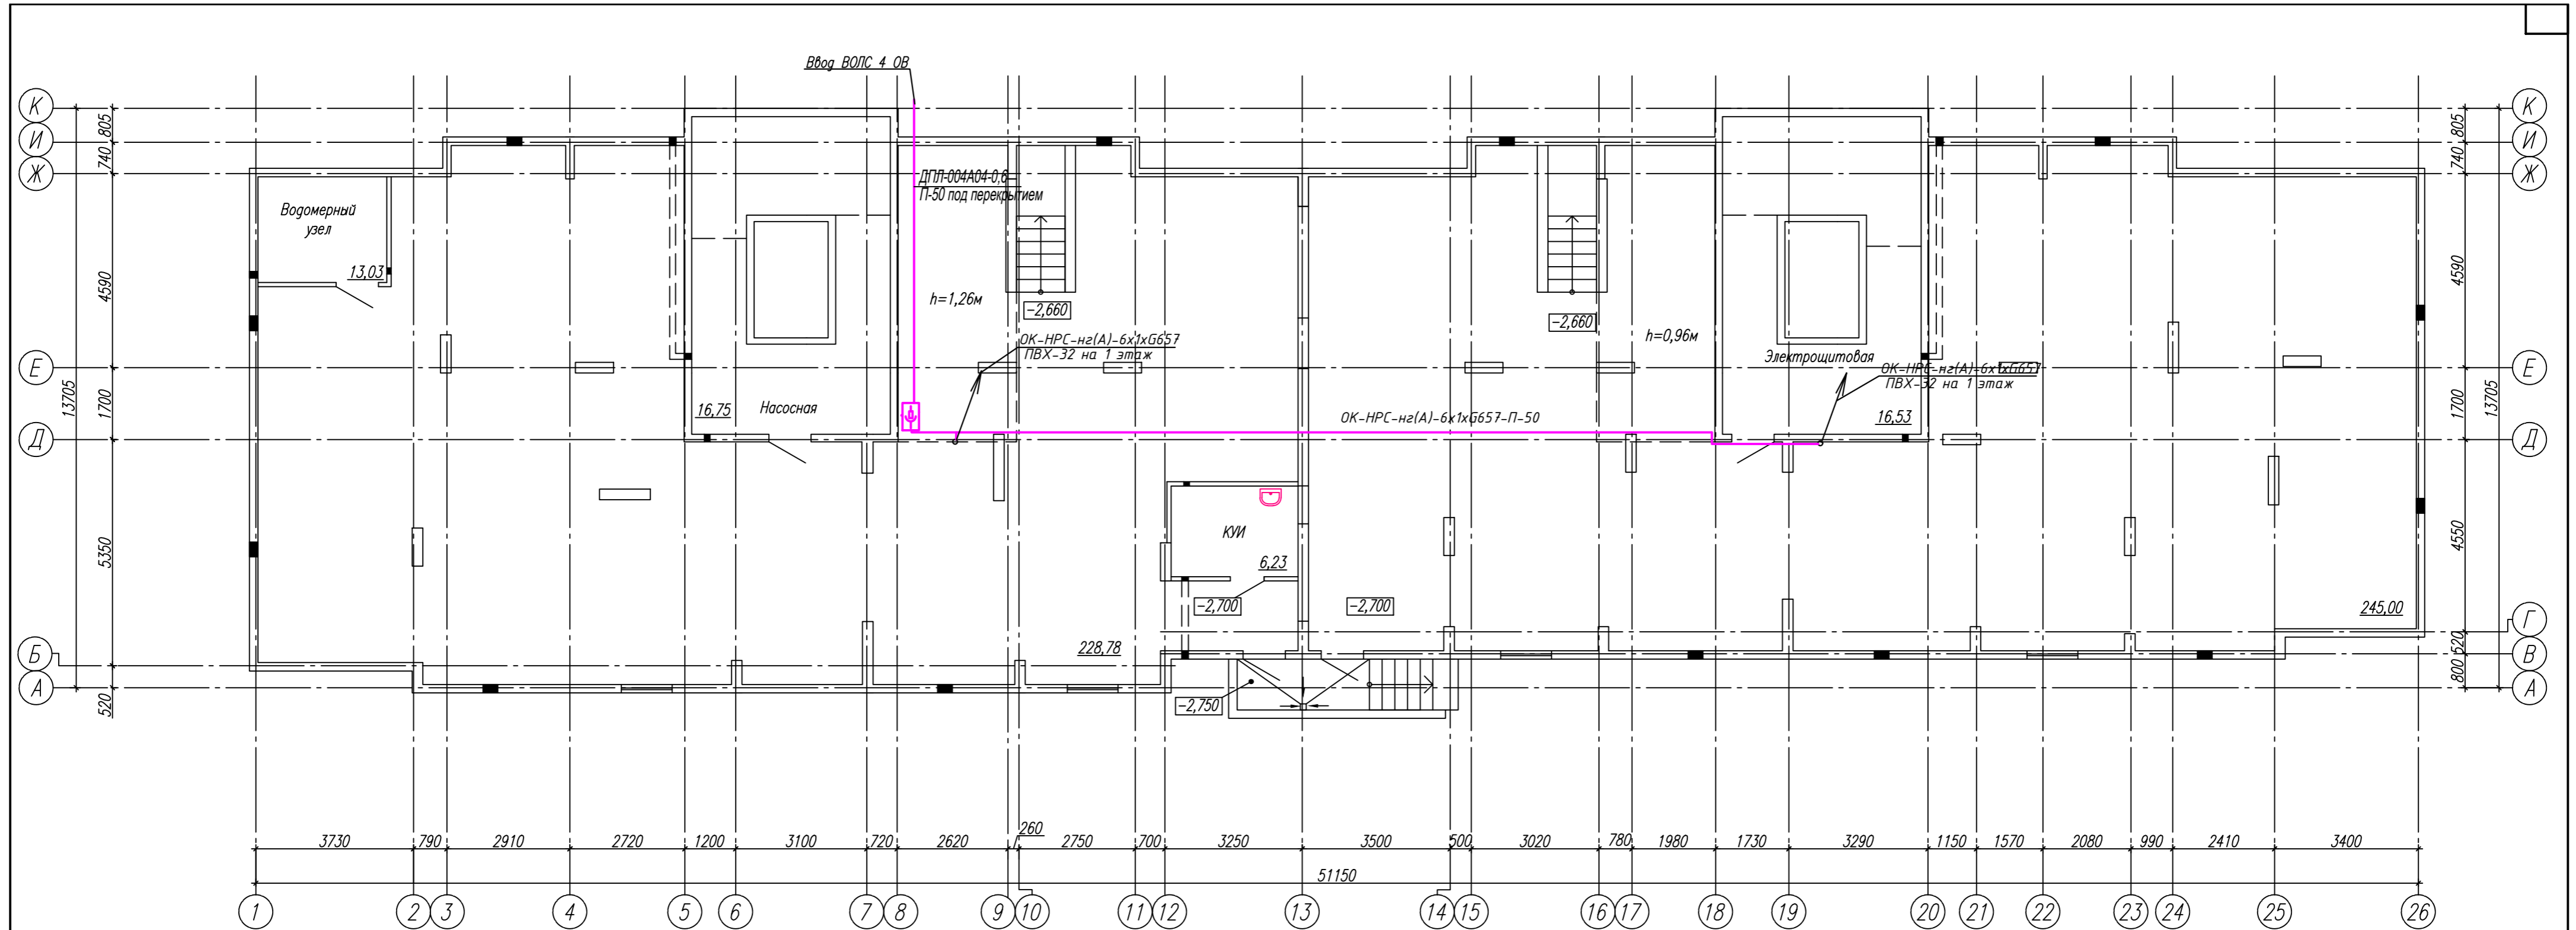 Ввод ВОЛС 4 ОВ
К
И
Ж
Е
Д
Б
А
805
740
4590
1700
5350
520
13705
К
И
Ж
Е
Д
Г
В
А
805
740
4590
1700
4550
520
800
13705
Водомерный
узел
13,03
ДПЛ-004А04-0,6
П-50 под перекрытием
h=1,26м
-2,660
ОК-НРС-нг(А)-6х1хG657
ПВХ-32 на 1 этаж
16,75
Насосная
-2,660
h=0,96м
Электрощитовая
ОК-НРС-нг(А)-6х1хG657
ПВХ-32 на 1 этаж
16,53
ОК-НРС-нг(А)-6х1хG657-П-50
КУИ
6,23
-2,700
-2,700
228,78
245,00
-2,750
3730
790
2910
2720
1200
3100
720
2620
260
2750
700
3250
3500
500
3020
780
1980
1730
3290
1150
1570
2080
990
2410
3400
51150
1
2
3
4
5
6
7
8
9
10
11
12
13
14
15
16
17
18
19
20
21
22
23
24
25
26